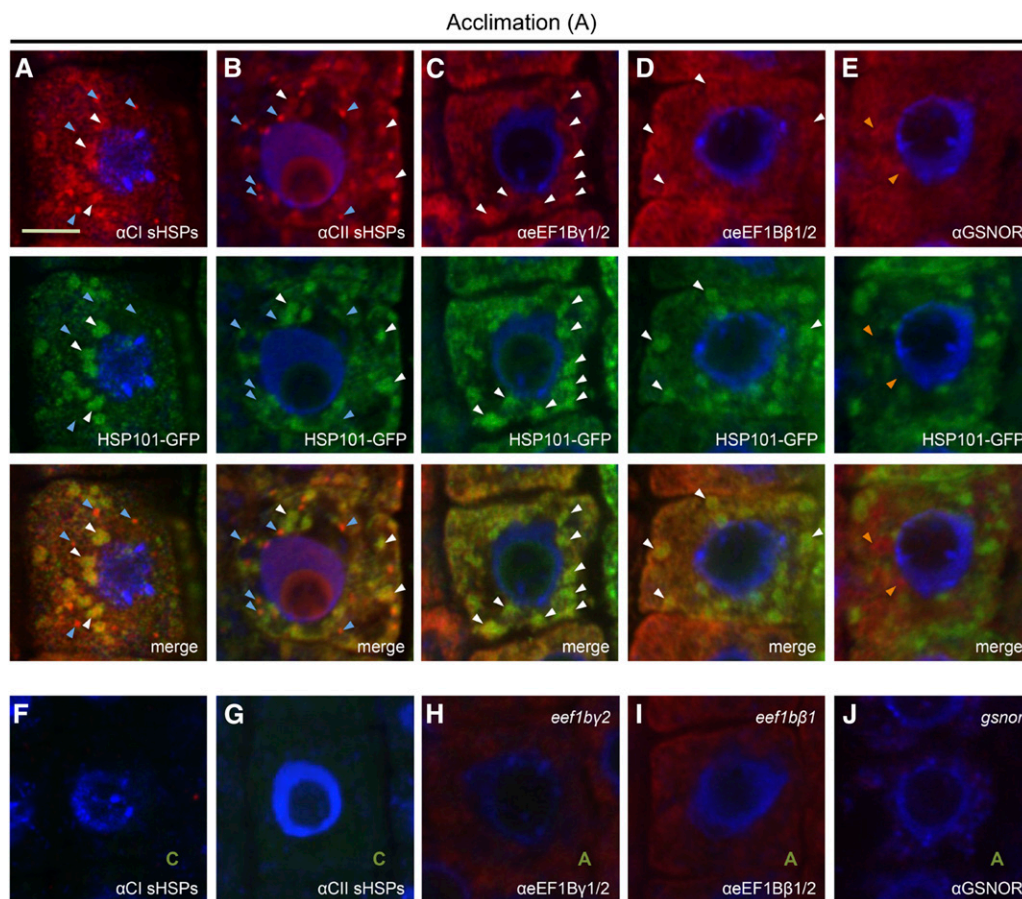 Acclimation (A)
A B C D E
αCI sHSPs αCII sHSPs αeEF1Bγ1/2 αeEF1Bβ1/2 αGSNOR
HSP101-GFP HSP101-GFP HSP101-GFP HSP101-GFP HSP101-GFP
merge merge merge merge merge
F G H eef1bγ2 I eef1bβ1 J gsnor
C C A A A
αCI sHSPs αCII sHSPs αeEF1Bγ1/2 αeEF1Bβ1/2 αGSNOR